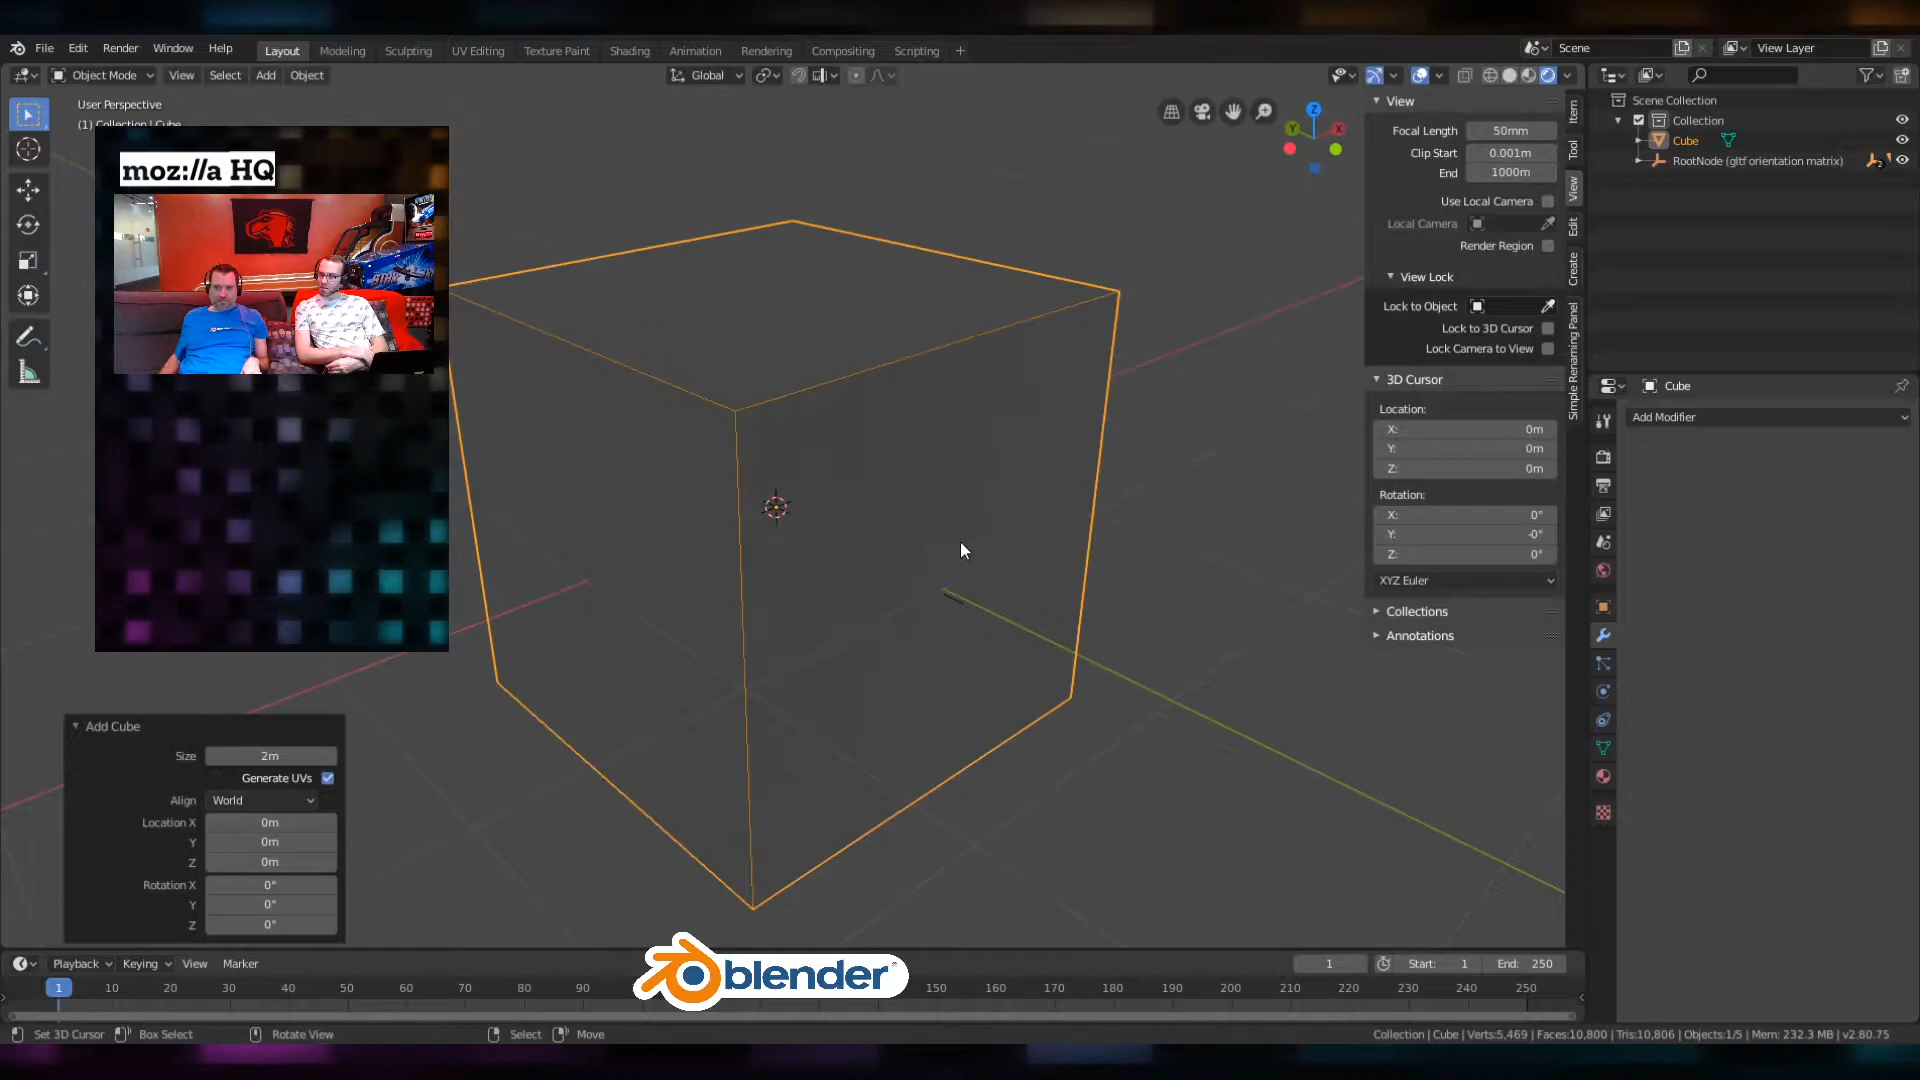 File Edit Render Window Help
Layout Modeling Sculpting UV Editing Texture Paint Shading Animation Rendering Compositing Scripting +
Scene
View Layer
Object Mode View Select Add Object
Global
User Perspective
(1) Collection | Cube
moz://a HQ
Z
Y
X
View
Focal Length 50mm
Clip Start 0.001m
End 1000m
Use Local Camera
Local Camera
Render Region
View Lock
Lock to Object
Lock to 3D Cursor
Lock Camera to View
3D Cursor
Location:
X: 0m
Y: 0m
Z: 0m
Rotation:
X: 0°
Y: -0°
Z: 0°
XYZ Euler
Collections
Annotations
Item
Tool
View
Edit
Create
Simple Renaming Panel
Scene Collection
Collection
Cube
RootNode (gltf orientation matrix)
2
Cube
Add Modifier
Add Cube
Size 2m
Generate UVs
Align World
Location X 0m
Y 0m
Z 0m
Rotation X 0°
Y 0°
Z 0°
blender
Playback Keying View Marker
1 Start: 1 End: 250
1 10 20 30 40 50 60 70 80 90 150 160 170 180 190 200 210 220 230 240 250
Set 3D Cursor Box Select Rotate View Select Move
Collection | Cube | Verts:5,469 | Faces:10,800 | Tris:10,806 | Objects:1/5 | Mem: 232.3 MB | v2.80.75